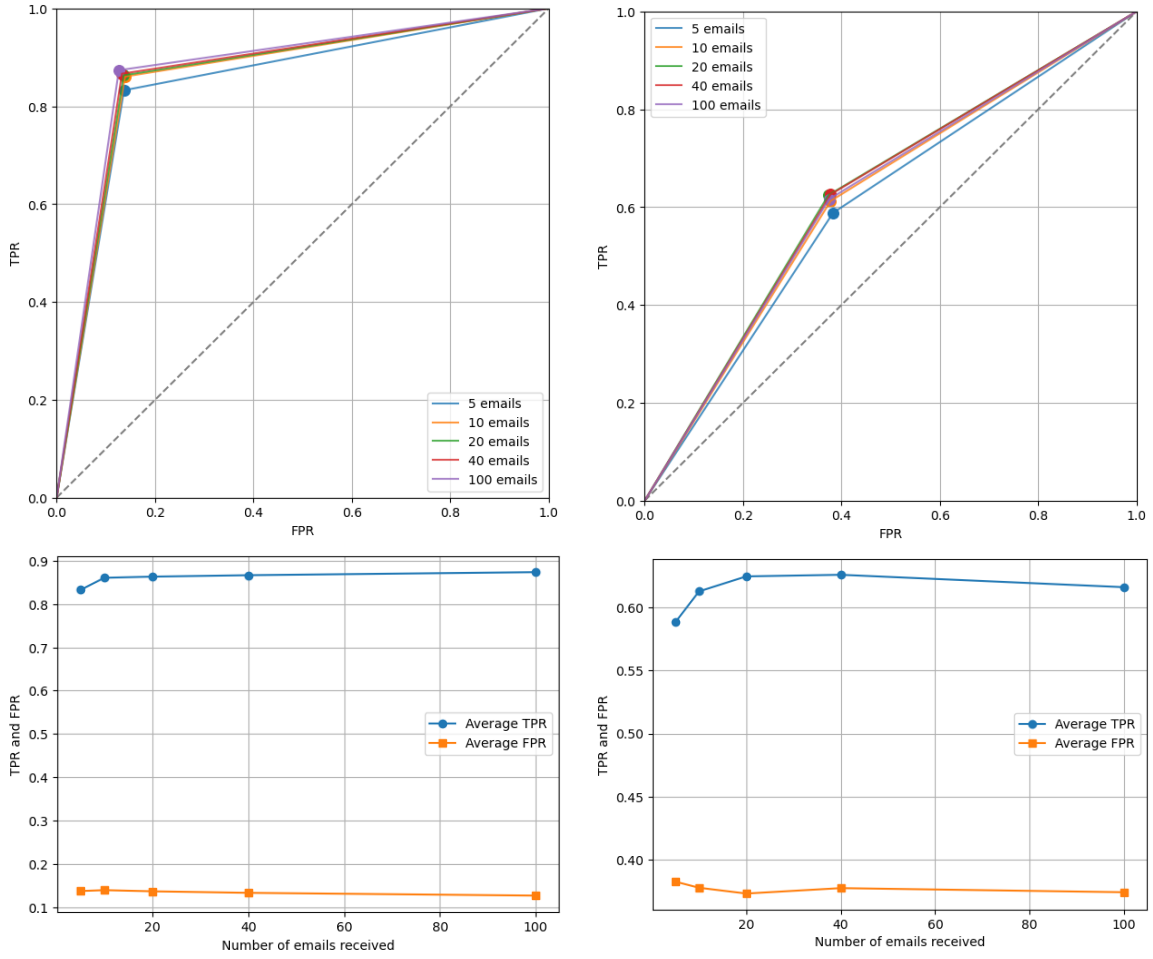 1.0
0.8
0.6
0.4
0.2
0.0
TPR
0.0 0.2 0.4 0.6 0.8 1.0
FPR
5 emails
10 emails
20 emails
40 emails
100 emails
1.0
0.8
0.6
0.4
0.2
0.0
TPR
0.0 0.2 0.4 0.6 0.8 1.0
FPR
5 emails
10 emails
20 emails
40 emails
100 emails
0.9
0.8
0.7
0.6
0.5
0.4
0.3
0.2
0.1
TPR and FPR
Average TPR
Average FPR
20 40 60 80 100
Number of emails received
0.60
0.55
0.50
0.45
0.40
TPR and FPR
Average TPR
Average FPR
20 40 60 80 100
Number of emails received